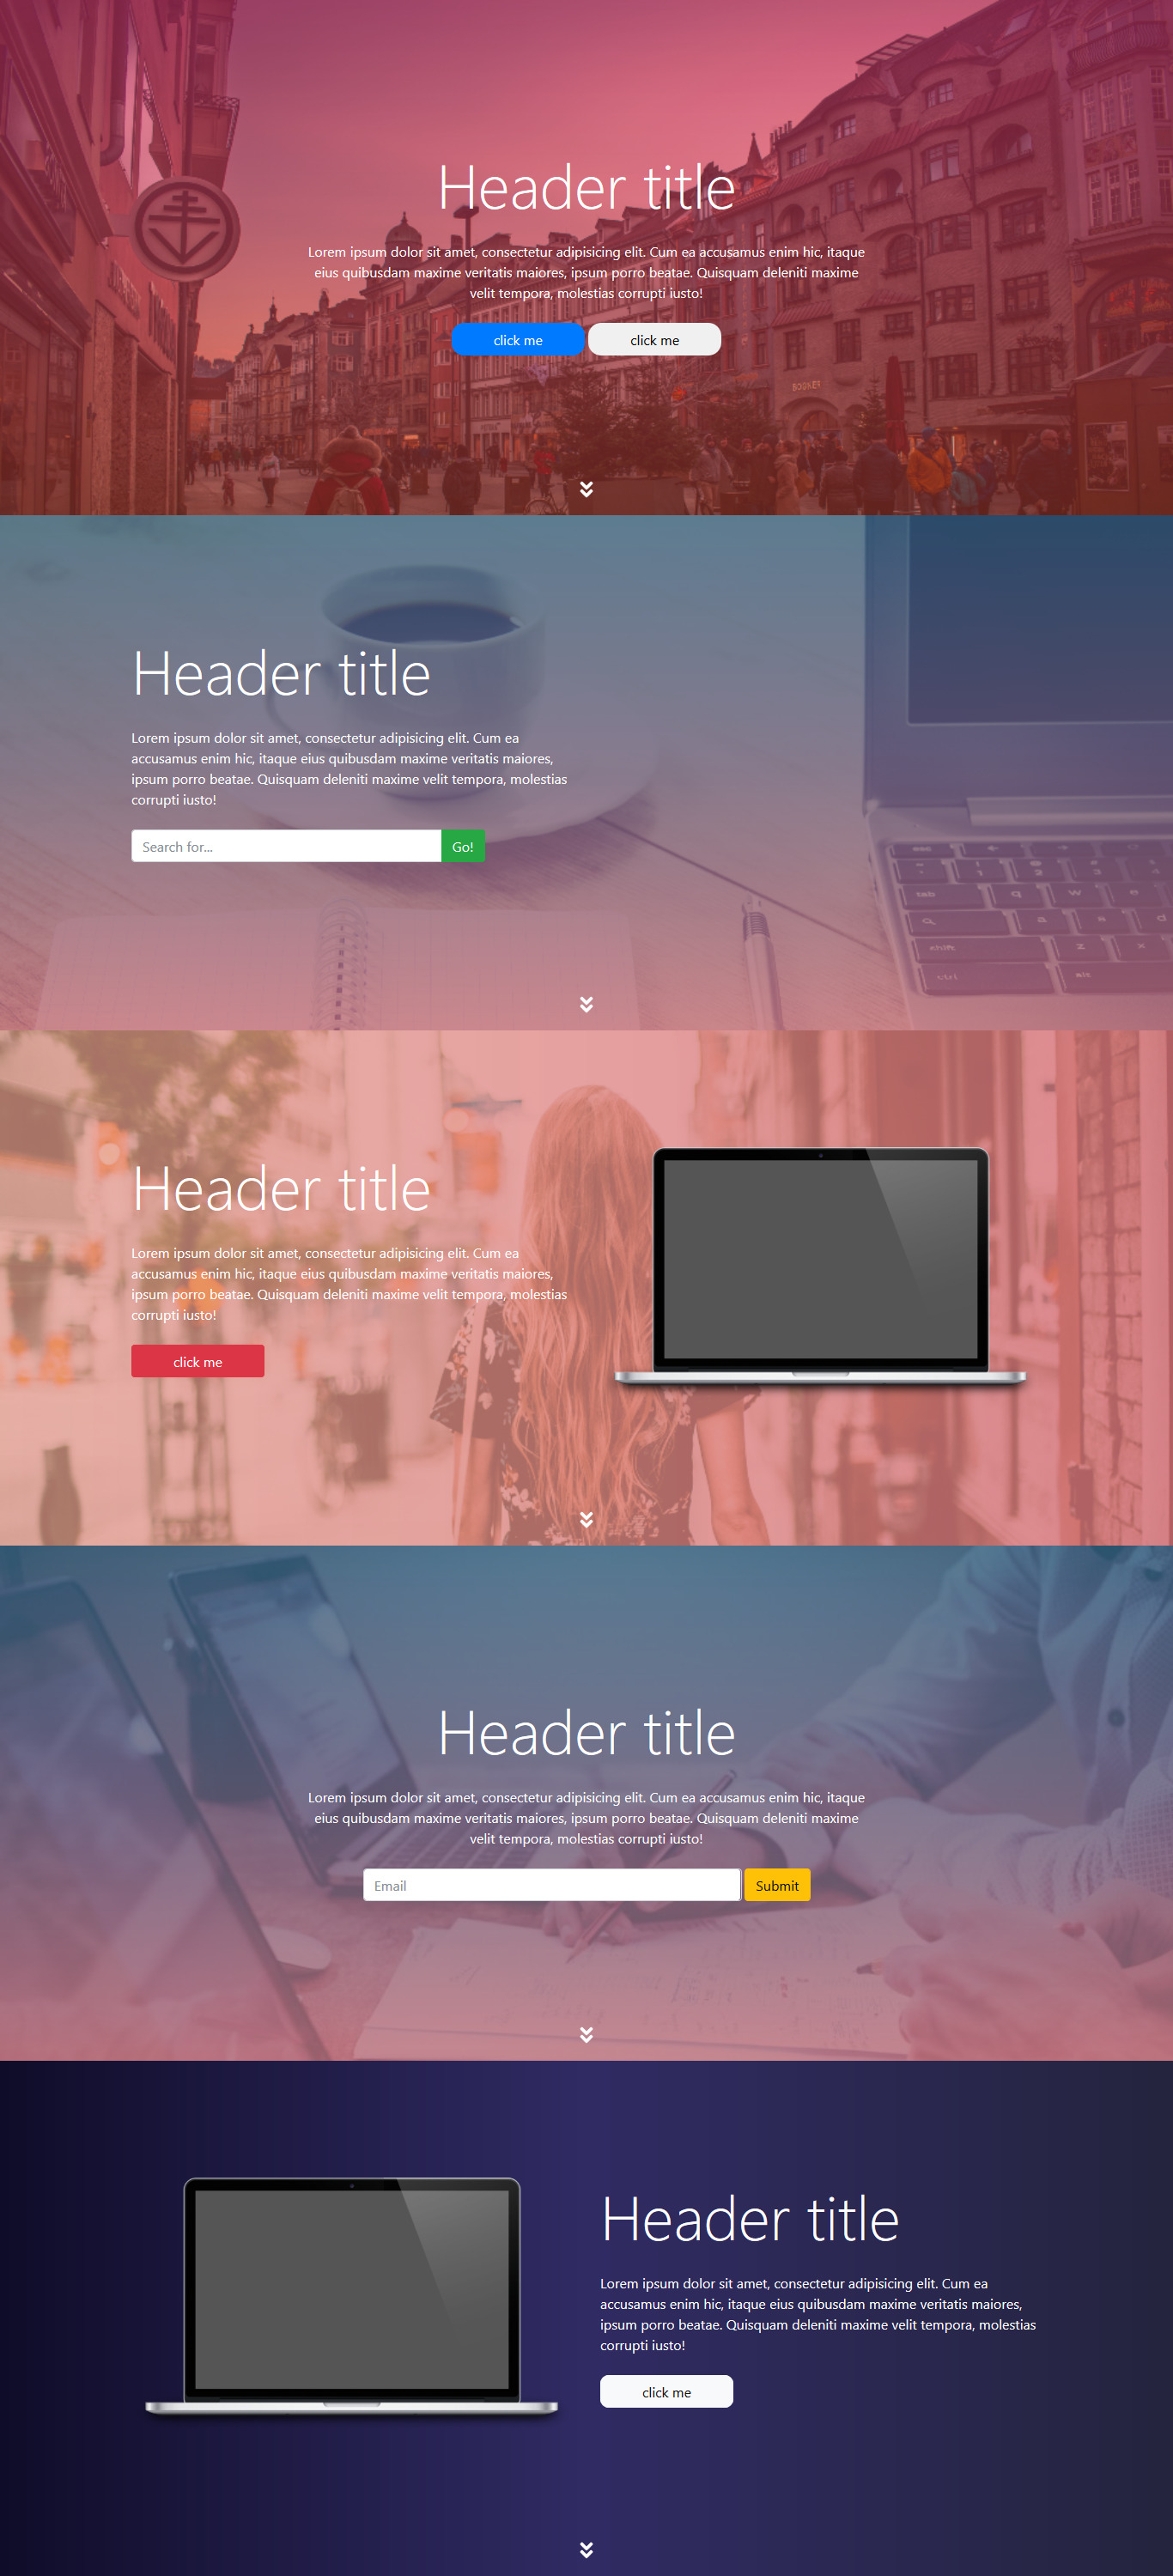 Header title
Lorem ipsum dolor sit amet, consectetur adipisicing elit. Cum ea accusamus enim hic, itaque
eius quibusdam maxime veritatis maiores, ipsum porro beatae. Quisquam deleniti maxime
velit tempora, molestias corrupti iusto!
click me click me
Header title
Lorem ipsum dolor sit amet, consectetur adipisicing elit. Cum ea
accusamus enim hic, itaque eius quibusdam maxime veritatis maiores,
ipsum porro beatae. Quisquam deleniti maxime velit tempora, molestias
corrupti iusto!
Search for... Go!
Header title
Lorem ipsum dolor sit amet, consectetur adipisicing elit. Cum ea
accusamus enim hic, itaque eius quibusdam maxime veritatis maiores,
ipsum porro beatae. Quisquam deleniti maxime velit tempora, molestias
corrupti iusto!
click me
Header title
Lorem ipsum dolor sit amet, consectetur adipisicing elit. Cum ea accusamus enim hic, itaque
eius quibusdam maxime veritatis maiores, ipsum porro beatae. Quisquam deleniti maxime
velit tempora, molestias corrupti iusto!
Email Submit
Header title
Lorem ipsum dolor sit amet, consectetur adipisicing elit. Cum ea
accusamus enim hic, itaque eius quibusdam maxime veritatis maiores,
ipsum porro beatae. Quisquam deleniti maxime velit tempora, molestias
corrupti iusto!
click me